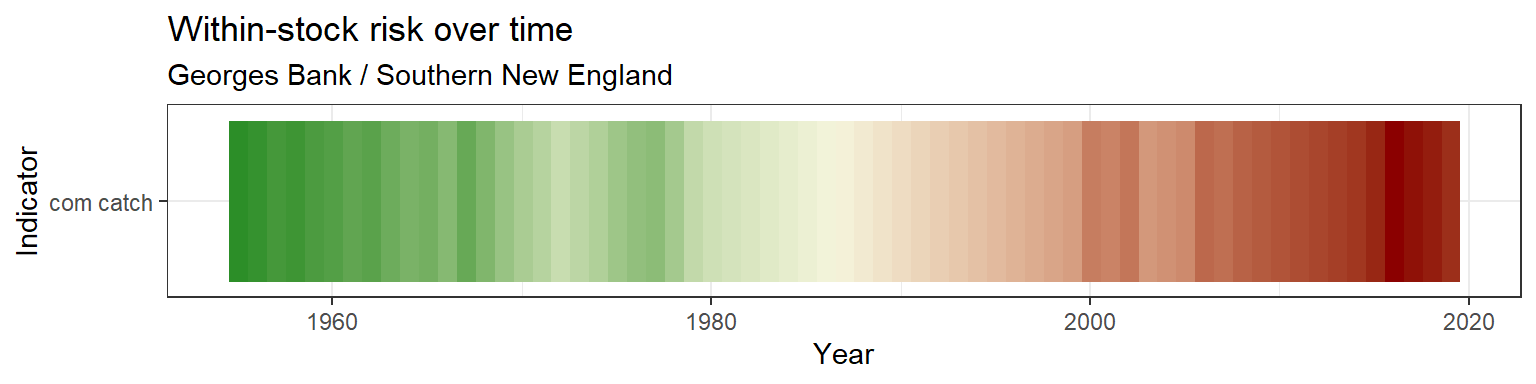 Within-stock risk over time
Georges Bank / Southern New England
Indicator
com catch
1960 1980 2000 2020
Year